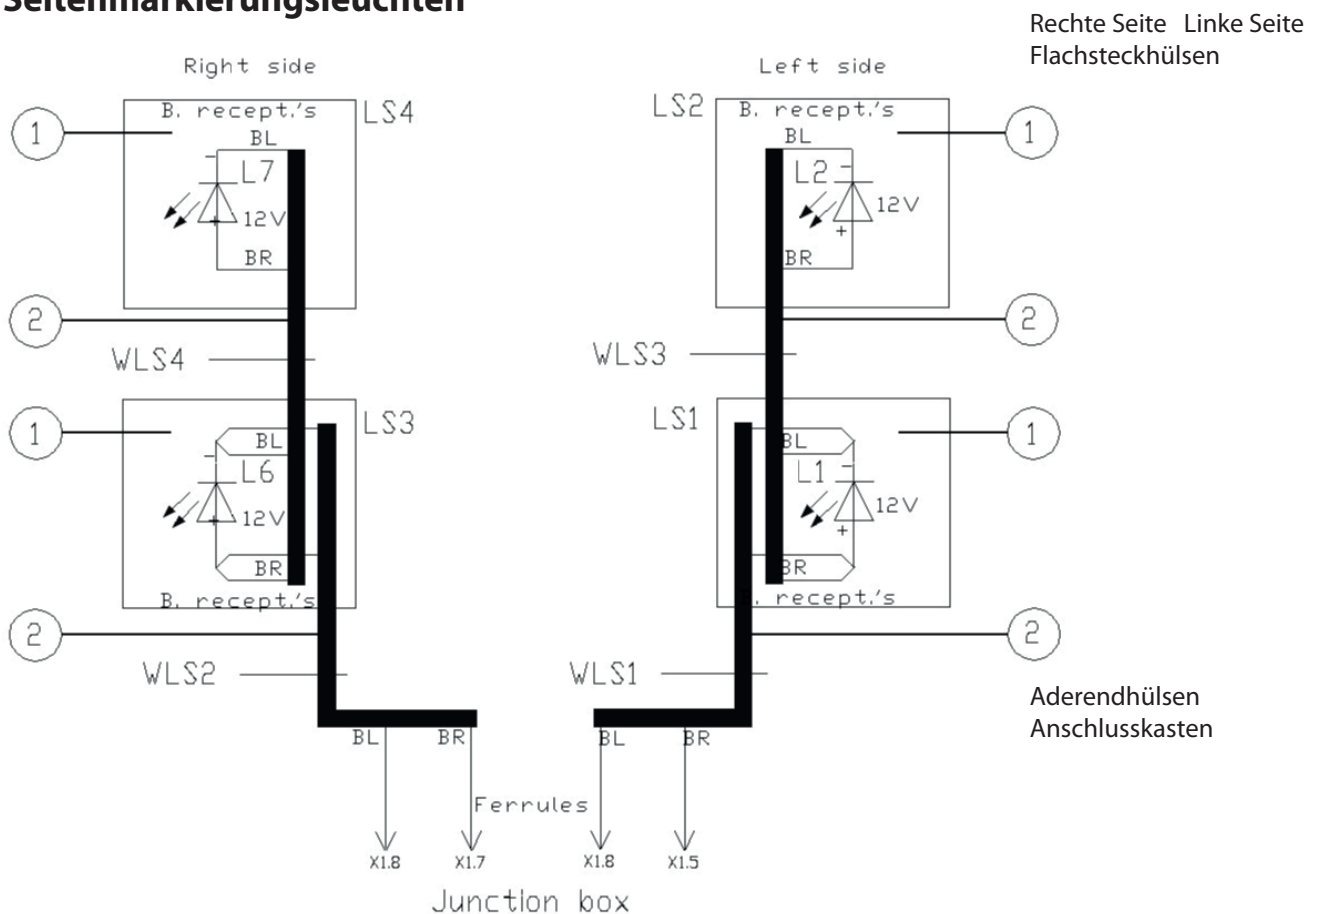 Seitenmarkierungsleuchten
Rechte Seite Linke Seite
Flachsteckhülsen
Right side
Left side
B. recept.'s
LS4
1
BL
- L7
12V
+
BR
2
WLS4
LS2
B. recept.'s
1
BL
L2 -
12V
+
BR
2
WLS3
1
LS3
BL
- L6
12V
+
BR
B. recept.'s
2
WLS2
LS1
1
BL
L1 -
12V
+
BR
. recept.'s
2
WLS1
Aderendhülsen
Anschlusskasten
BL BR
BL BR
Ferrules
X1.8 X1.7 X1.8 X1.5
Junction box